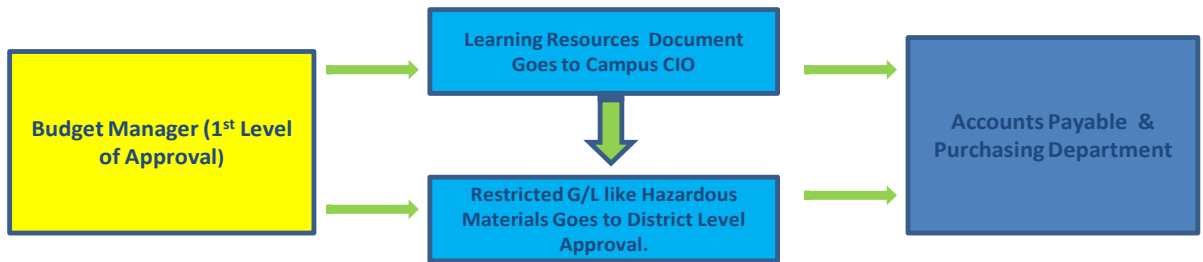 Budget Manager (1st Level
of Approval)
Learning Resources  Document
Goes to Campus CIO
Restricted G/L like Hazardous
Materials Goes to District Level
Approval.
Accounts Payable  &
Purchasing Department